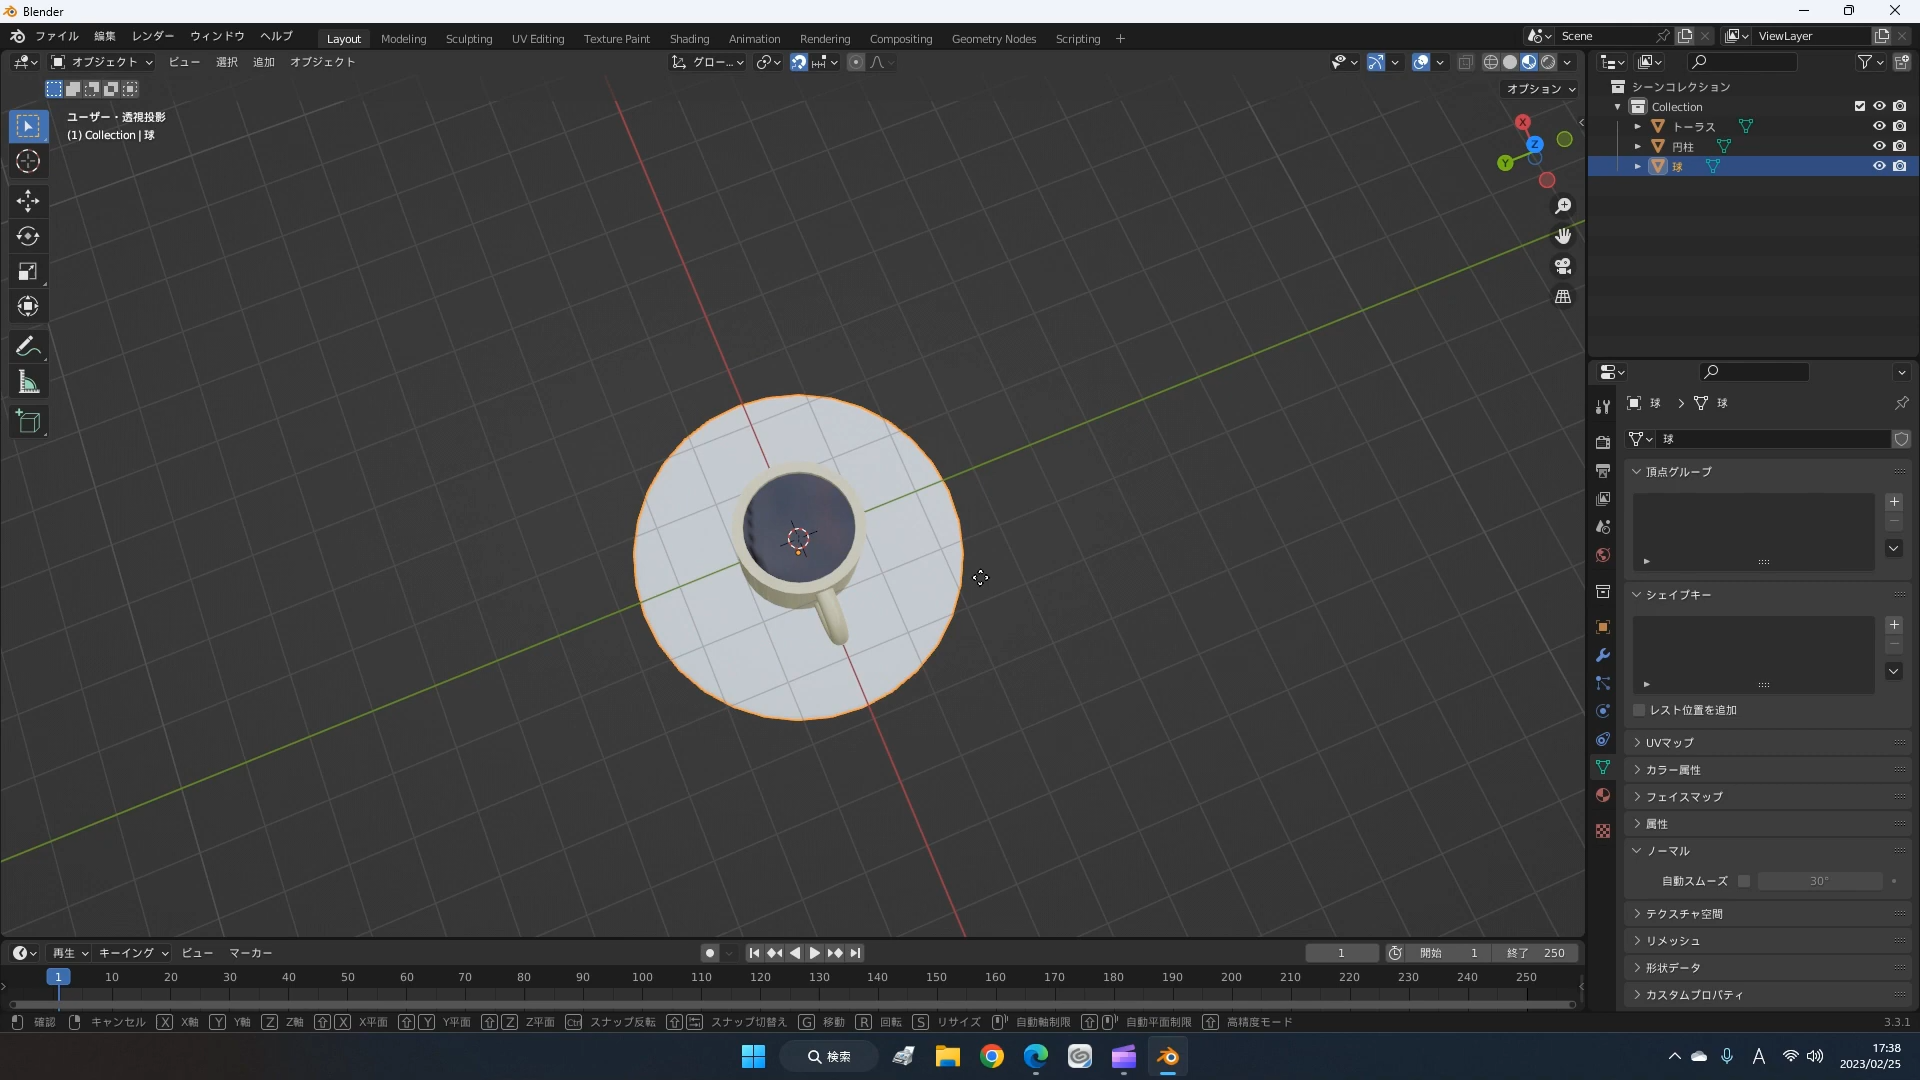 Blender
ファイル 編集 レンダー ウィンドウ ヘルプ Layout Modeling Sculpting UV Editing Texture Paint Shading Animation Rendering Compositing Geometry Nodes Scripting + Scene ViewLayer
オブジェクト ビュー 選択 追加 オブジェクト グロー...
オプション
ユーザー・透視投影
(1) Collection | 球
X
Y
Z
シーンコレクション
Collection
トーラス
円柱
球
球 > 球
球
頂点グループ
シェイプキー
レスト位置を追加
UVマップ
カラー属性
フェイスマップ
属性
ノーマル
自動スムーズ 30°
テクスチャ空間
リメッシュ
形状データ
カスタムプロパティ
再生 キーイング ビュー マーカー 1 開始 1 終了 250
1 10 20 30 40 50 60 70 80 90 100 110 120 130 140 150 160 170 180 190 200 210 220 230 240 250
確認 キャンセル X X軸 Y Y軸 Z Z軸 X X平面 Y Y平面 Z Z平面 Ctrl スナップ反転 スナップ切替え G 移動 R 回転 S リサイズ 自動軸制限 自動平面制限 高精度モード 3.3.1
検索 A 17:38
2023/02/25